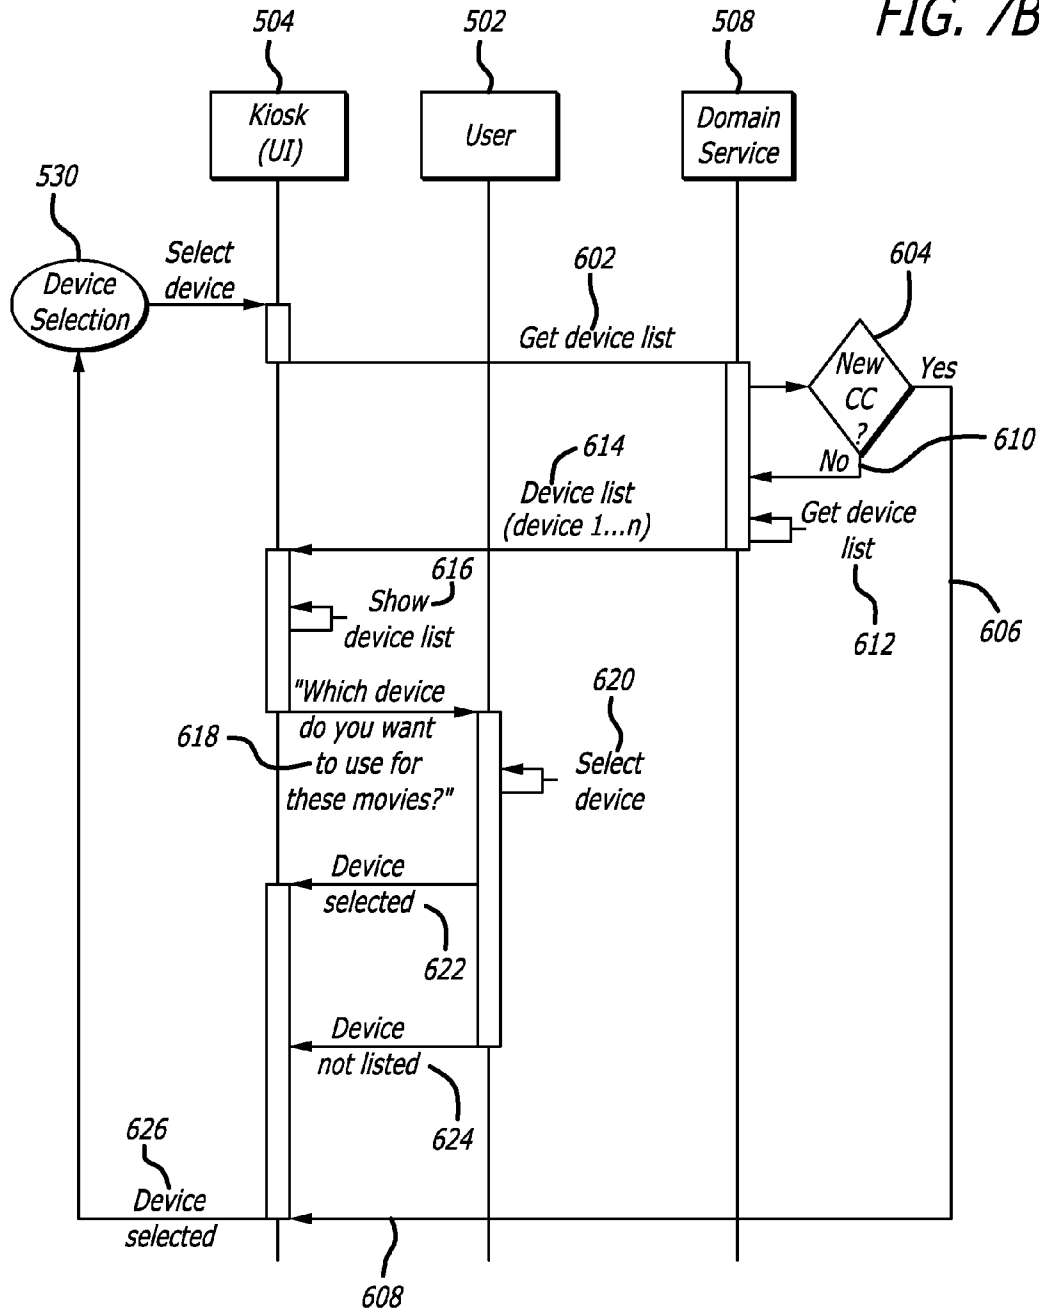 FIG. 7B
504
502
508
Kiosk
(UI)
User
Domain
Service
530
Select
device
Device
Selection
602
Get device list
604
New
CC
?
Yes
No
610
614
Device list
(device 1...n)
Get device
list
612
606
616
Show
device list
"Which device
do you want
to use for
these movies?"
618
620
Select
device
Device
selected
622
Device
not listed
624
626
Device
selected
608